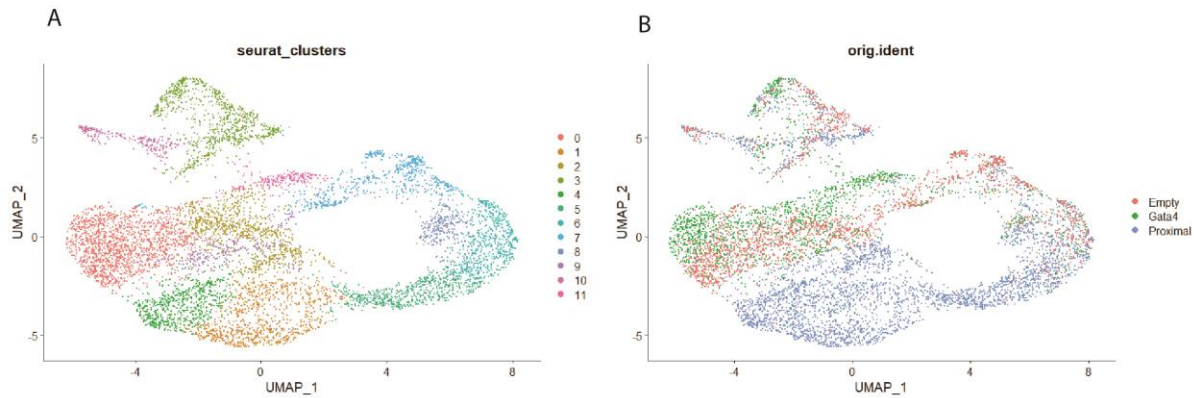 A
seurat_clusters
UMAP_2
5
0
-5
-4
0
4
8
UMAP_1
0
1
2
3
4
5
6
7
8
9
10
11
B
orig.ident
UMAP_2
5
0
-5
-4
0
4
8
UMAP_1
Empty
Gata4
Proximal